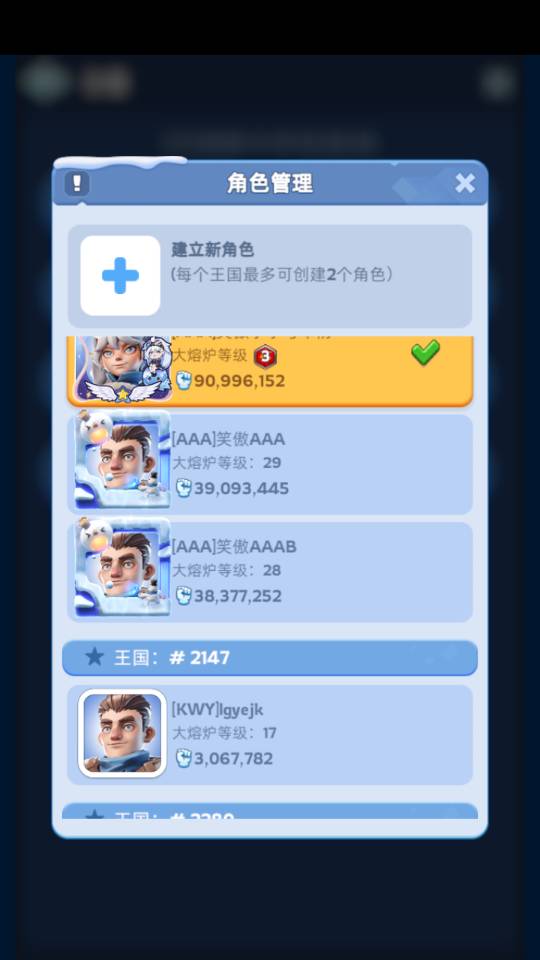 角色管理
建立新角色
(每个王国最多可创建2个角色)
大熔炉等级 3
90,996,152
[AAA]笑傲AAA
大熔炉等级：29
39,093,445
[AAA]笑傲AAAB
大熔炉等级：28
38,377,252
王国：# 2147
[KWY]lgyejk
大熔炉等级：17
3,067,782
王国：# 2280